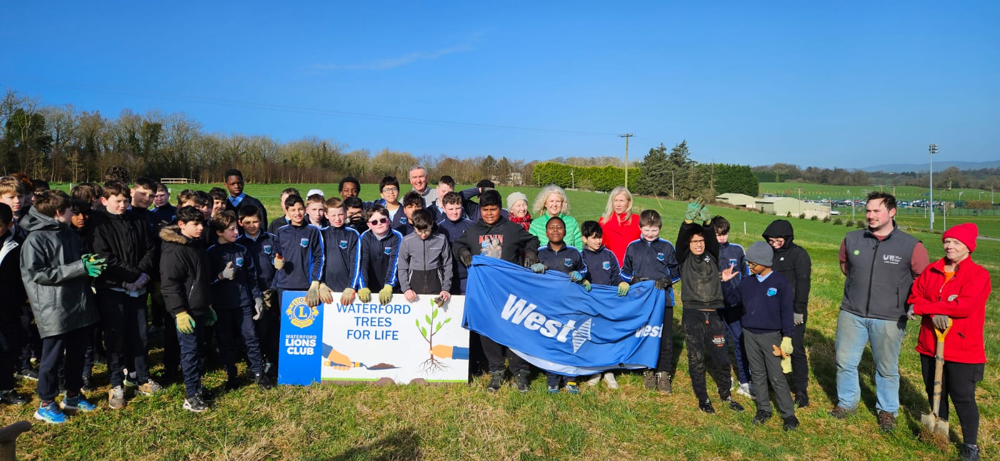 LIONS
L
WATERFORD
LIONS
CLUB
WATERFORD
TREES
FOR LIFE
KEVIN
West
West